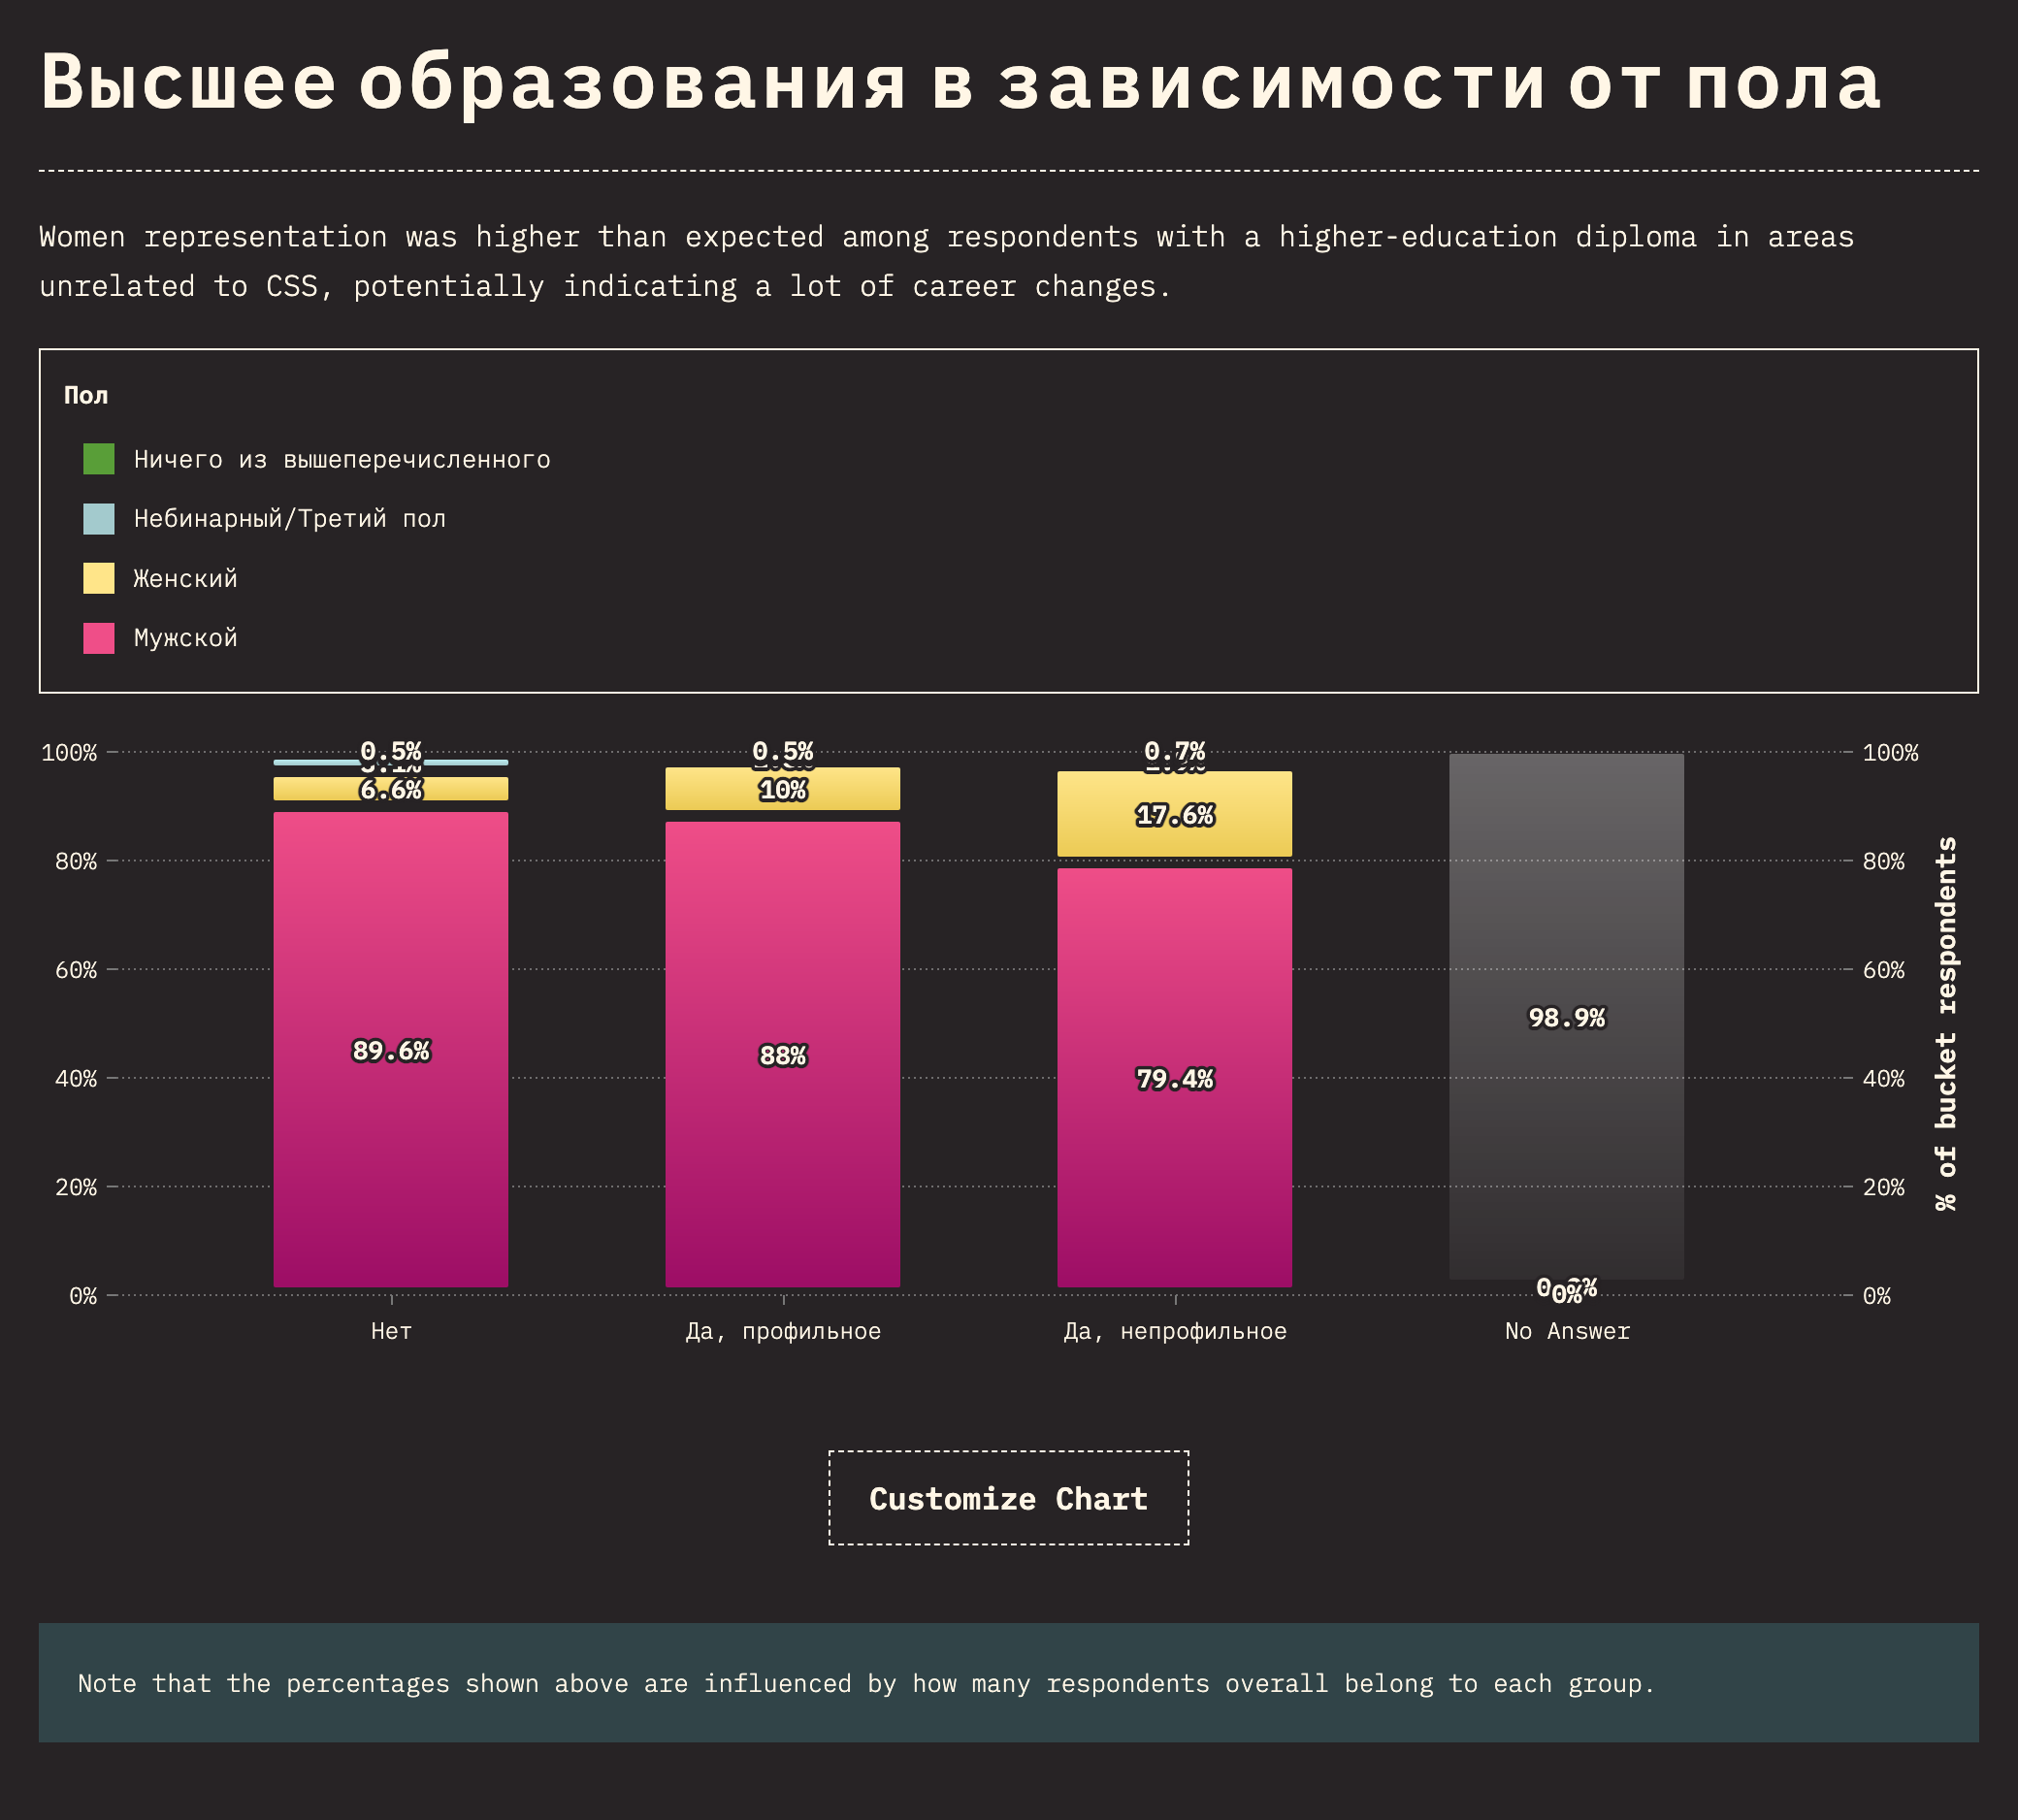 Высшее образования в зависимости от пола
Women representation was higher than expected among respondents with a higher-education diploma in areas
unrelated to CSS, potentially indicating a lot of career changes.
Пол
Ничего из вышеперечисленного
Небинарный/Третий пол
Женский
Мужской
100% 0.5% 0.5% 0.7% 100%
6.6% 10% 17.6%
80% 80%
60% 60%
98.9%
89.6% 88% 79.4%
40% 40%
20% 20%
0% 0% 0%
Нет Да, профильное Да, непрофильное No Answer
% of bucket respondents
Customize Chart
Note that the percentages shown above are influenced by how many respondents overall belong to each group.